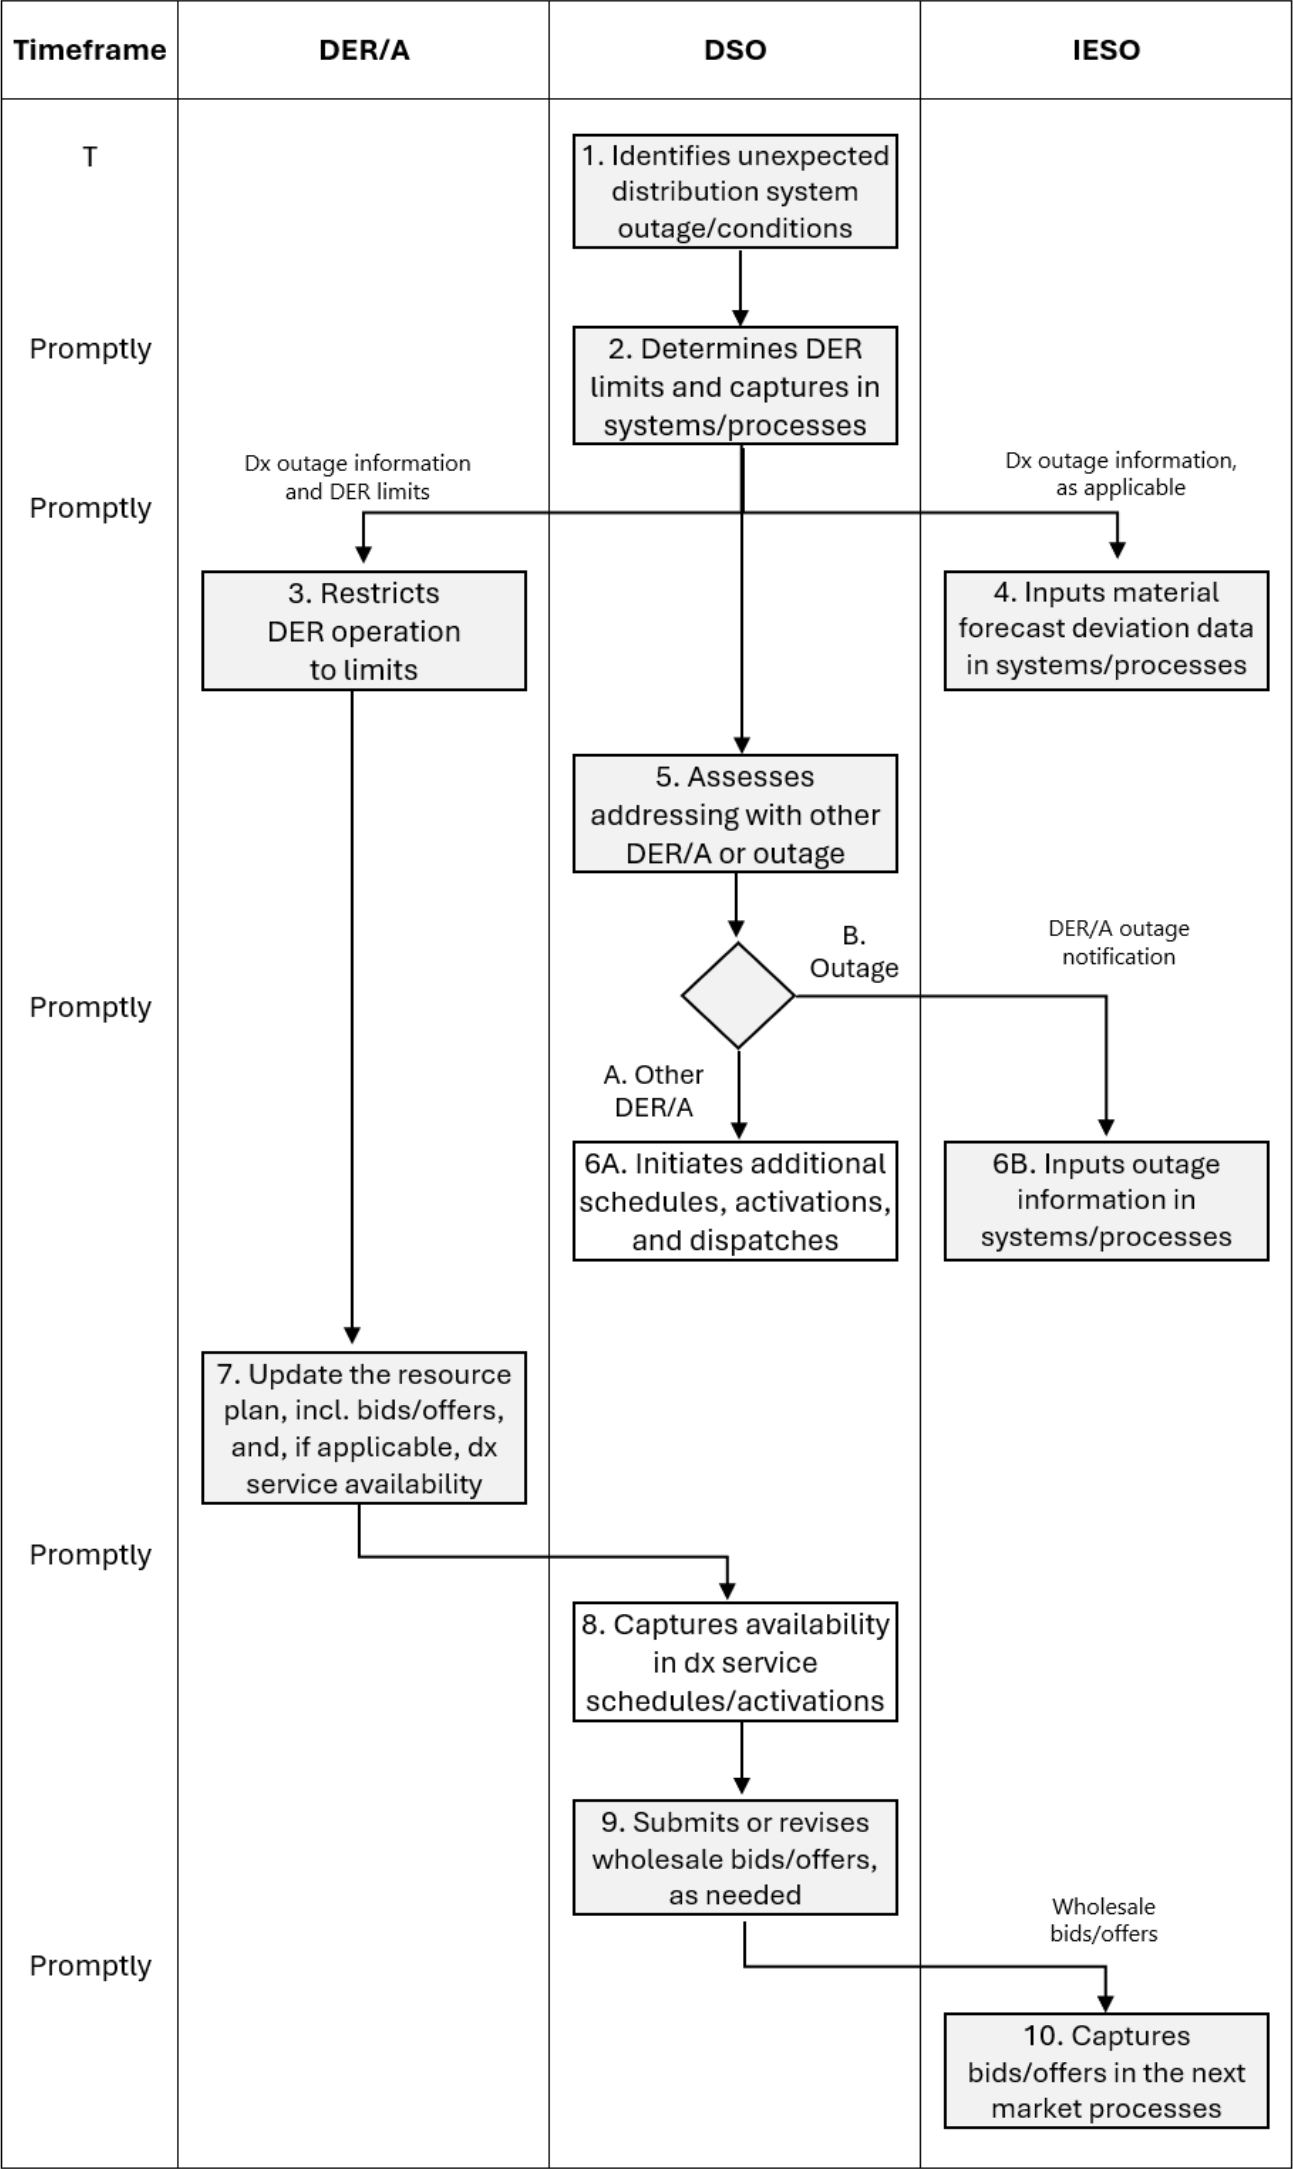 Timeframe
DER/A
DSO
IESO
T
1. Identifies unexpected
distribution system
outage/conditions
Promptly
2. Determines DER
limits and captures in
systems/processes
Dx outage information
and DER limits
Dx outage information,
as applicable
Promptly
3. Restricts
DER operation
to limits
4. Inputs material
forecast deviation data
in systems/processes
5. Assesses
addressing with other
DER/A or outage
B.
Outage
DER/A outage
notification
Promptly
A. Other
DER/A
6A. Initiates additional
schedules, activations,
and dispatches
6B. Inputs outage
information in
systems/processes
7. Update the resource
plan, incl. bids/offers,
and, if applicable, dx
service availability
Promptly
8. Captures availability
in dx service
schedules/activations
9. Submits or revises
wholesale bids/offers,
as needed
Wholesale
bids/offers
Promptly
10. Captures
bids/offers in the next
market processes